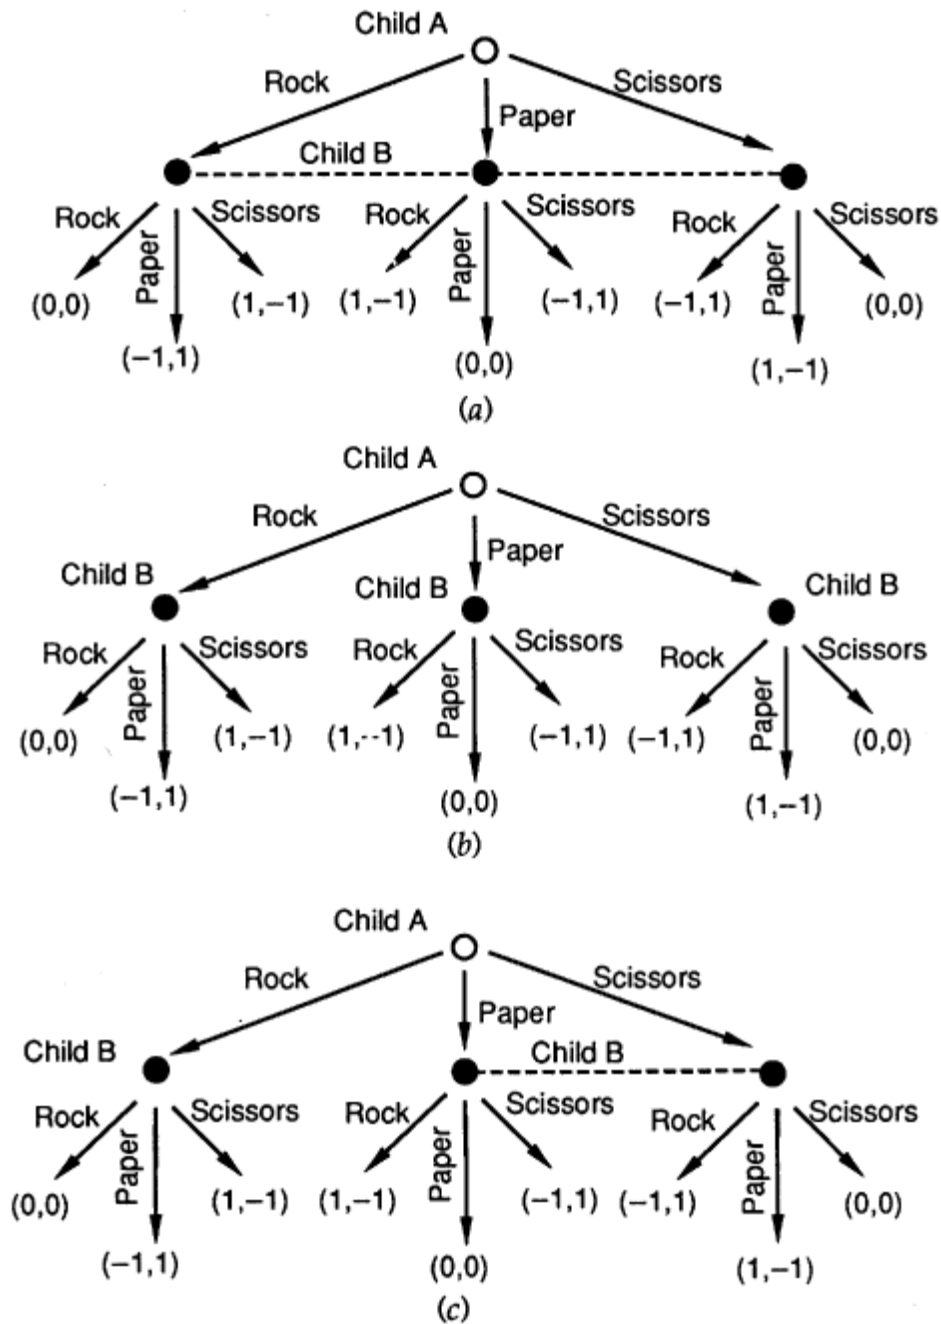 Child A
Rock
Scissors
Paper
Child B
Rock Paper Scissors Rock Paper Scissors Rock Paper Scissors
(0,0) (1,−1) (1,−1) (−1,1) (−1,1) (0,0)
(−1,1) (0,0) (1,−1)
(a)
Child A
Rock Scissors
Paper
Child B Child B Child B
Rock Paper Scissors Rock Paper Scissors Rock Paper Scissors
(0,0) (1,−1) (1,--1) (−1,1) (−1,1) (0,0)
(−1,1) (0,0) (1,−1)
(b)
Child A
Rock Scissors
Paper
Child B Child B
Rock Paper Scissors Rock Paper Scissors Rock Paper Scissors
(0,0) (1,−1) (1,−1) (−1,1) (−1,1) (0,0)
(−1,1) (0,0) (1,−1)
(c)